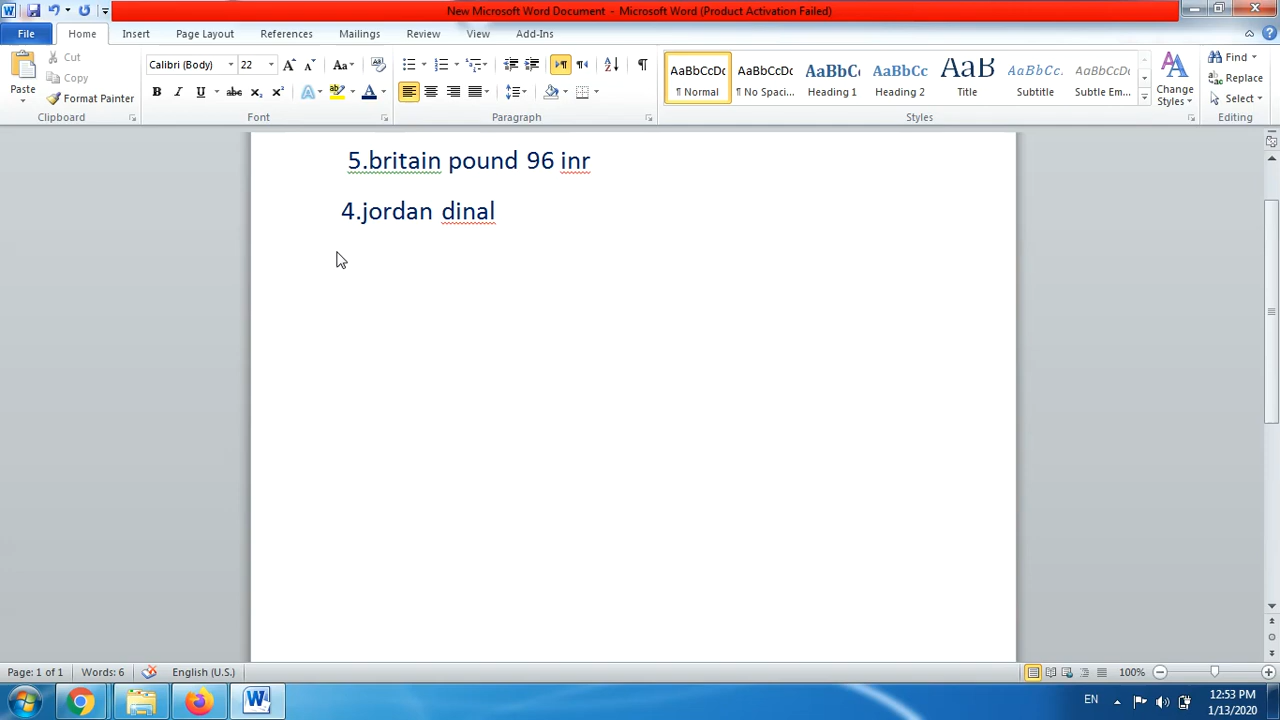 New Microsoft Word Document - Microsoft Word (Product Activation Failed)
File Home Insert Page Layout References Mailings Review View Add-Ins
Paste Cut Copy Format Painter
Calibri (Body) 22
AaBbCcDc AaBbCcDc AaBbC AaBbCc AaB AaBbCc. AaBbCcDc
¶ Normal ¶ No Spaci... Heading 1 Heading 2 Title Subtitle Subtle Em...
Change Styles
Find Replace Select
Clipboard Font Paragraph Styles Editing
5.britain pound 96 inr
4.jordan dinal
Page: 1 of 1 Words: 6 English (U.S.) 100%
EN 12:53 PM
1/13/2020